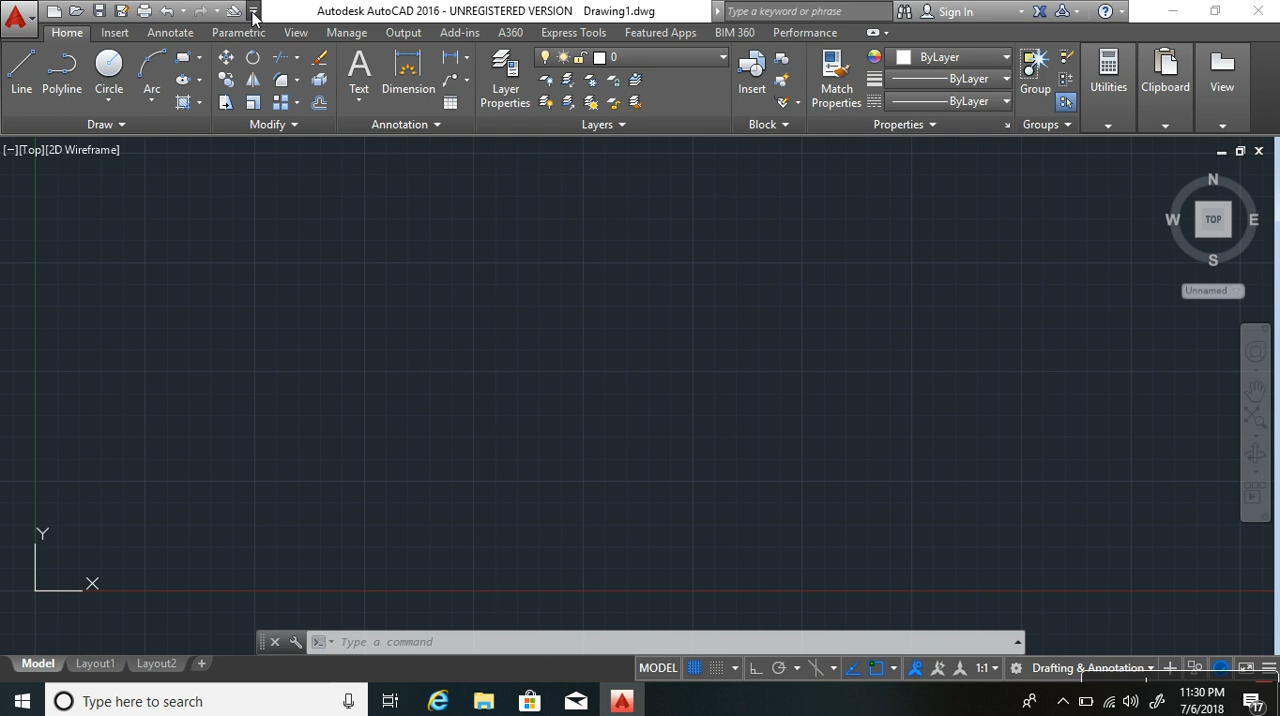 Autodesk AutoCAD 2016 - UNREGISTERED VERSION Drawing1.dwg Type a keyword or phrase Sign In
Home Insert Annotate Parametric View Manage Output Add-ins A360 Express Tools Featured Apps BIM 360 Performance
0 ByLayer
ByLayer
ByLayer
Line Polyline Circle Arc Text Dimension Layer Properties Insert Match Properties Group Utilities Clipboard View
Draw Modify Annotation Layers Block Properties Groups
[−][Top][2D Wireframe]
N
W TOP E
S
Unnamed
Y
X
Type a command
Model Layout1 Layout2 + MODEL 1:1 Drafting & Annotation
Type here to search
11:30 PM
7/6/2018
17